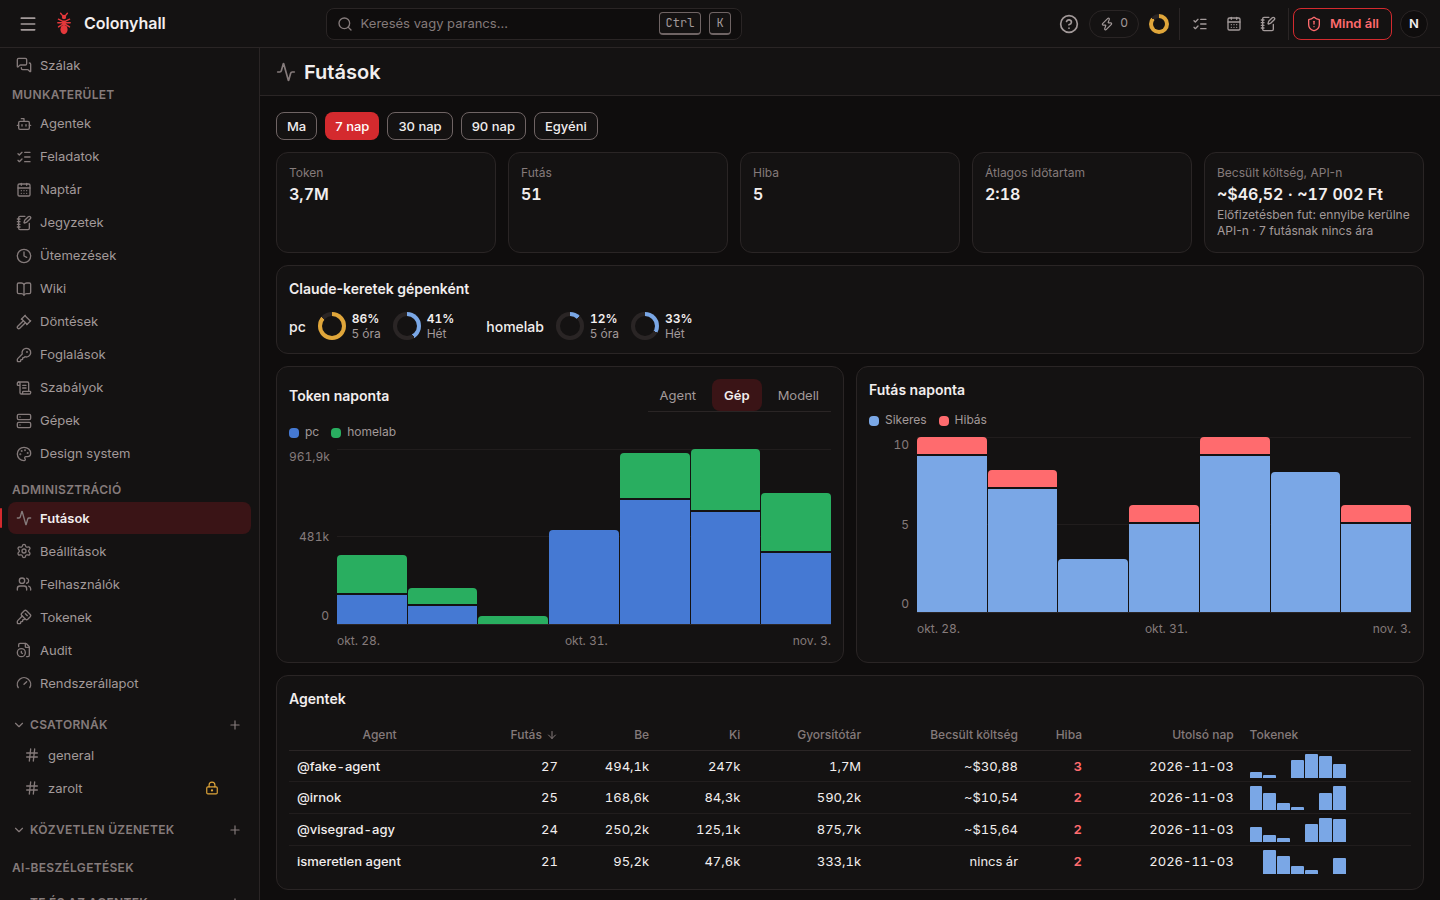 Colonyhall
Keresés vagy parancs...
Ctrl
K
0
Mind áll
N
Szálak
MUNKATERÜLET
Agentek
Feladatok
Naptár
Jegyzetek
Ütemezések
Wiki
Döntések
Foglalások
Szabályok
Gépek
Design system
ADMINISZTRÁCIÓ
Futások
Beállítások
Felhasználók
Tokenek
Audit
Rendszerállapot
CSATORNÁK
general
zarolt
KÖZVETLEN ÜZENETEK
AI-BESZÉLGETÉSEK
Futások
Ma
7 nap
30 nap
90 nap
Egyéni
Token
3,7M
Futás
51
Hiba
5
Átlagos időtartam
2:18
Becsült költség, API-n
~$46,52 · ~17 002 Ft
Előfizetésben fut: ennyibe kerülne
API-n · 7 futásnak nincs ára
Claude-keretek gépenként
pc
86%
5 óra
41%
Hét
homelab
12%
5 óra
33%
Hét
Token naponta
Agent
Gép
Modell
pc
homelab
961,9k
481k
0
okt. 28.
okt. 31.
nov. 3.
Futás naponta
Sikeres
Hibás
10
5
0
okt. 28.
okt. 31.
nov. 3.
Agentek
Agent Futás ↓ Be Ki Gyorsítótár Becsült költség Hiba Utolsó nap Tokenek
@fake-agent 27 494,1k 247k 1,7M ~$30,88 3 2026-11-03
@irnok 25 168,6k 84,3k 590,2k ~$10,54 2 2026-11-03
@visegrad-agy 24 250,2k 125,1k 875,7k ~$15,64 2 2026-11-03
ismeretlen agent 21 95,2k 47,6k 333,1k nincs ár 2 2026-11-03